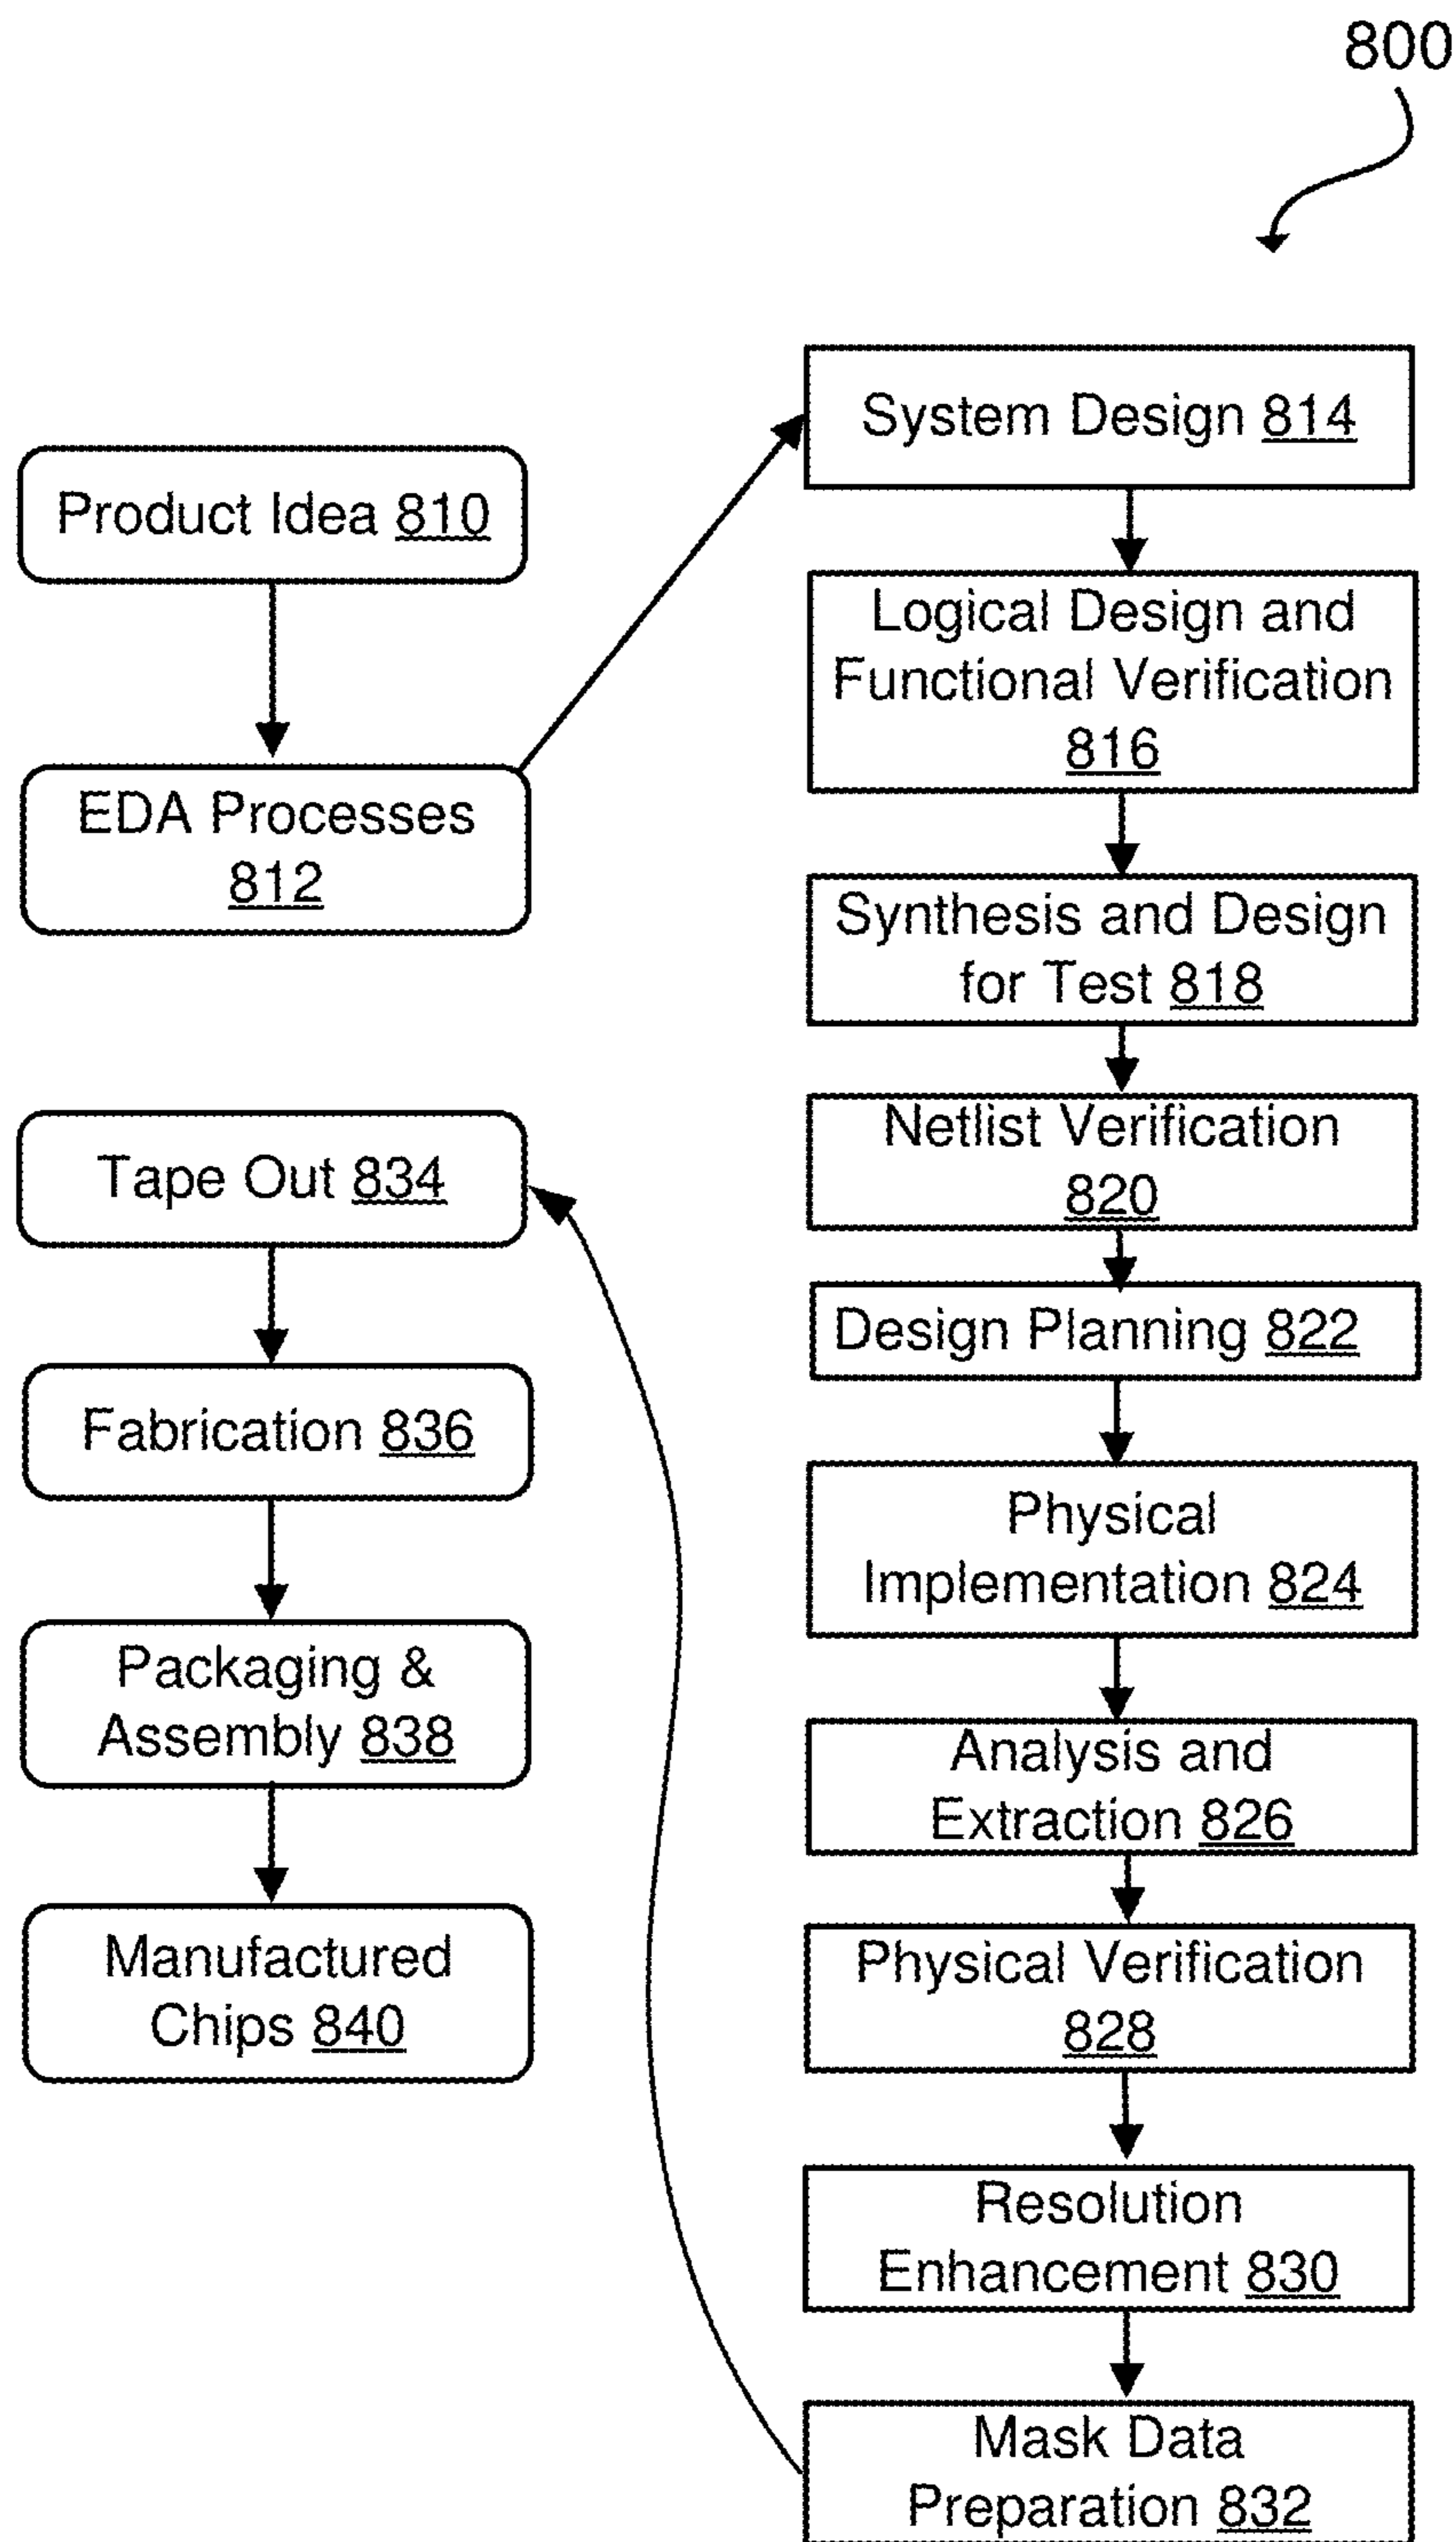 800
Product Idea 810
EDA Processes
812
System Design 814
Logical Design and
Functional Verification
816
Synthesis and Design
for Test 818
Netlist Verification
820
Design Planning 822
Physical
Implementation 824
Analysis and
Extraction 826
Physical Verification
828
Resolution
Enhancement 830
Mask Data
Preparation 832
Tape Out 834
Fabrication 836
Packaging &
Assembly 838
Manufactured
Chips 840